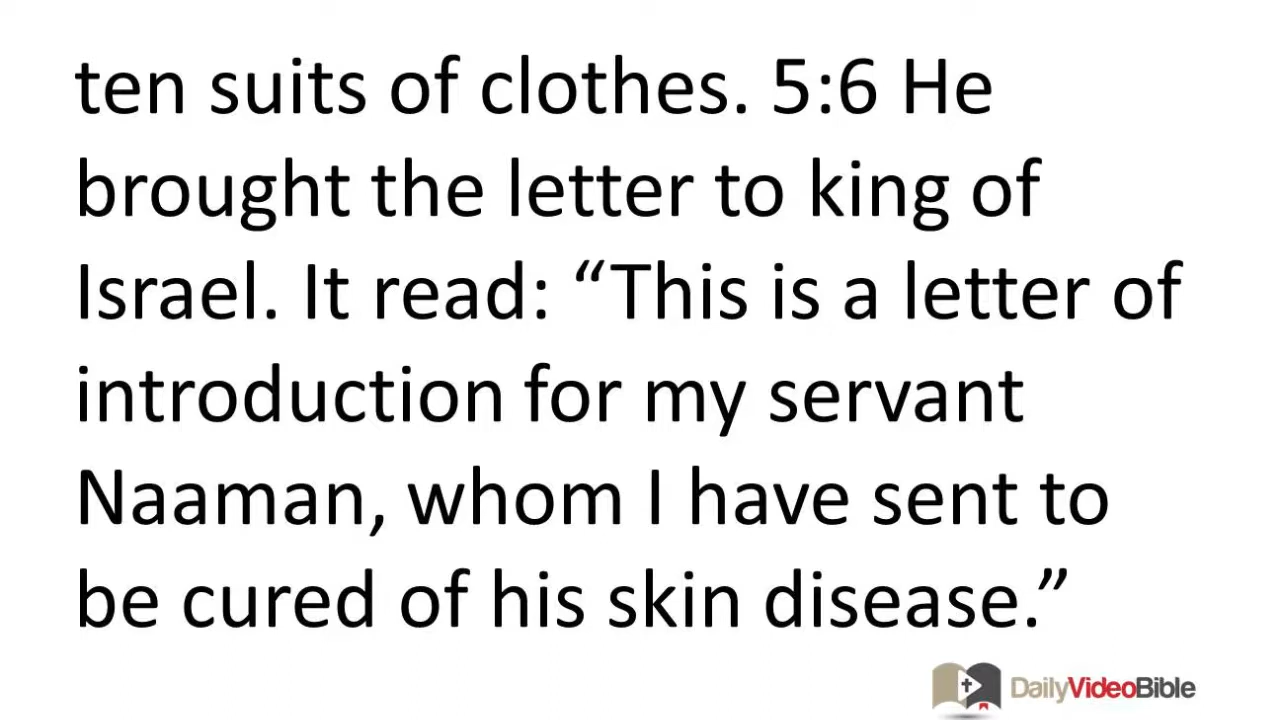 ten suits of clothes. 5:6 He
brought the letter to king of
Israel. It read: “This is a letter of
introduction for my servant
Naaman, whom I have sent to
be cured of his skin disease.”
DailyVideoBible